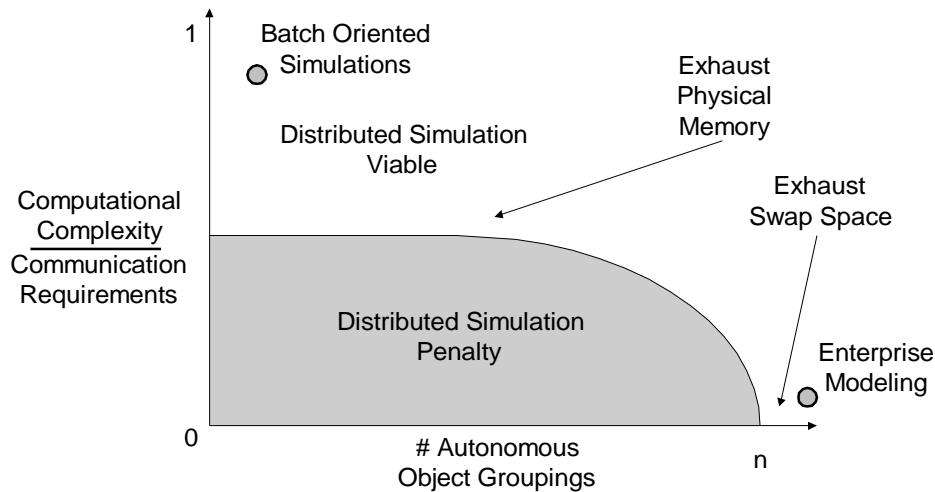 1
Batch Oriented
Simulations
Exhaust
Physical
Memory
Distributed Simulation
Viable
Exhaust
Swap Space
Computational
Complexity
Communication
Requirements
Distributed Simulation
Penalty
Enterprise
Modeling
0
# Autonomous
Object Groupings
n